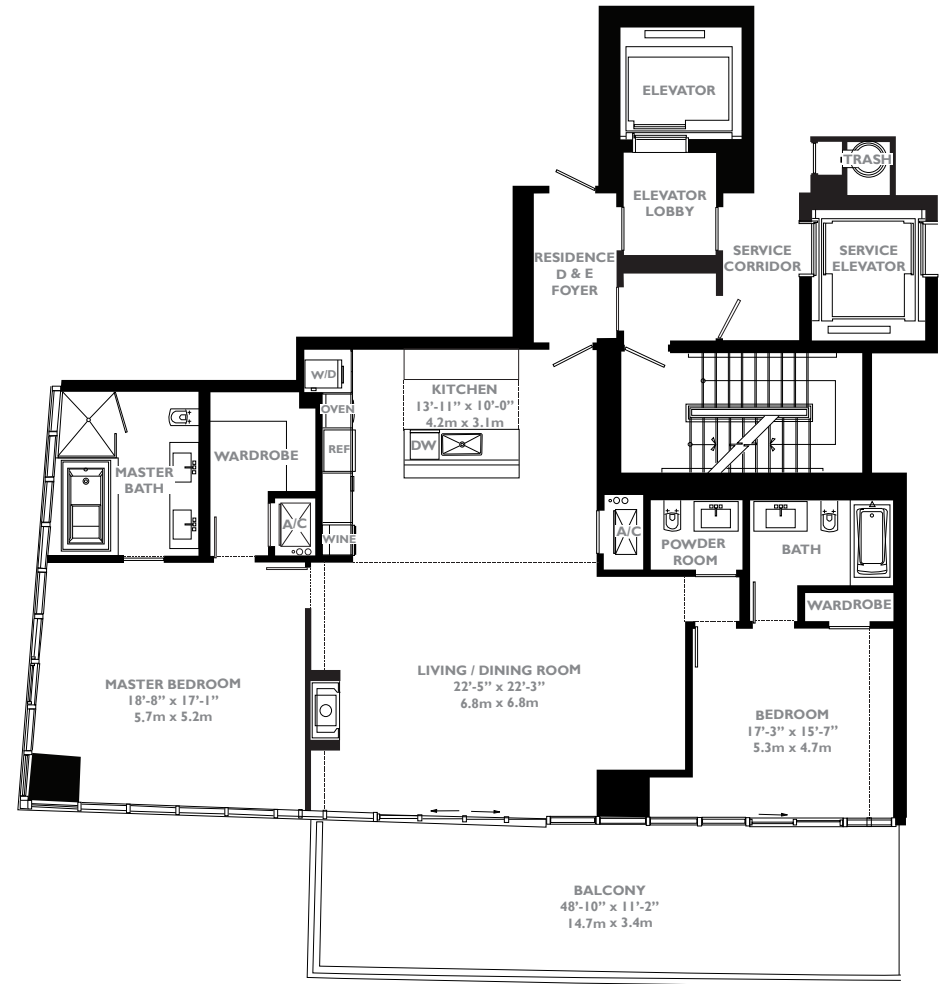 ELEVATOR
TRASH
ELEVATOR
LOBBY
RESIDENCE
D & E
FOYER
SERVICE
CORRIDOR
SERVICE
ELEVATOR
W/D
KITCHEN
13’-11” x 10’-0”
4.2m x 3.1m
OVEN
REF
DW
WARDROBE
MASTER
BATH
A/C
WINE
A/C
POWDER
ROOM
BATH
WARDROBE
MASTER BEDROOM
18’-8” x 17’-1”
5.7m x 5.2m
LIVING / DINING ROOM
22’-5” x 22’-3”
6.8m x 6.8m
BEDROOM
17’-3” x 15’-7”
5.3m x 4.7m
BALCONY
48’-10” x 11’-2”
14.7m x 3.4m